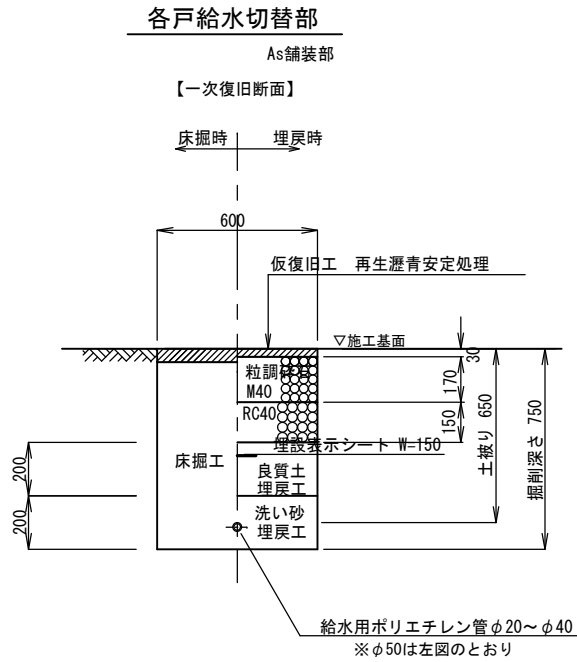 各戸給水切替部
As舗装部
【一次復旧断面】
床掘時 埋戻時
600
仮復旧工 再生瀝青安定処理
▽施工基面
30
粒調砕石
M40
170
RC40
150
埋設表示シート W=150
土被り 650
掘削深さ 750
床掘工
良質土
埋戻工
200
洗い砂
埋戻工
200
給水用ポリエチレン管φ20～φ40
※φ50は左図のとおり